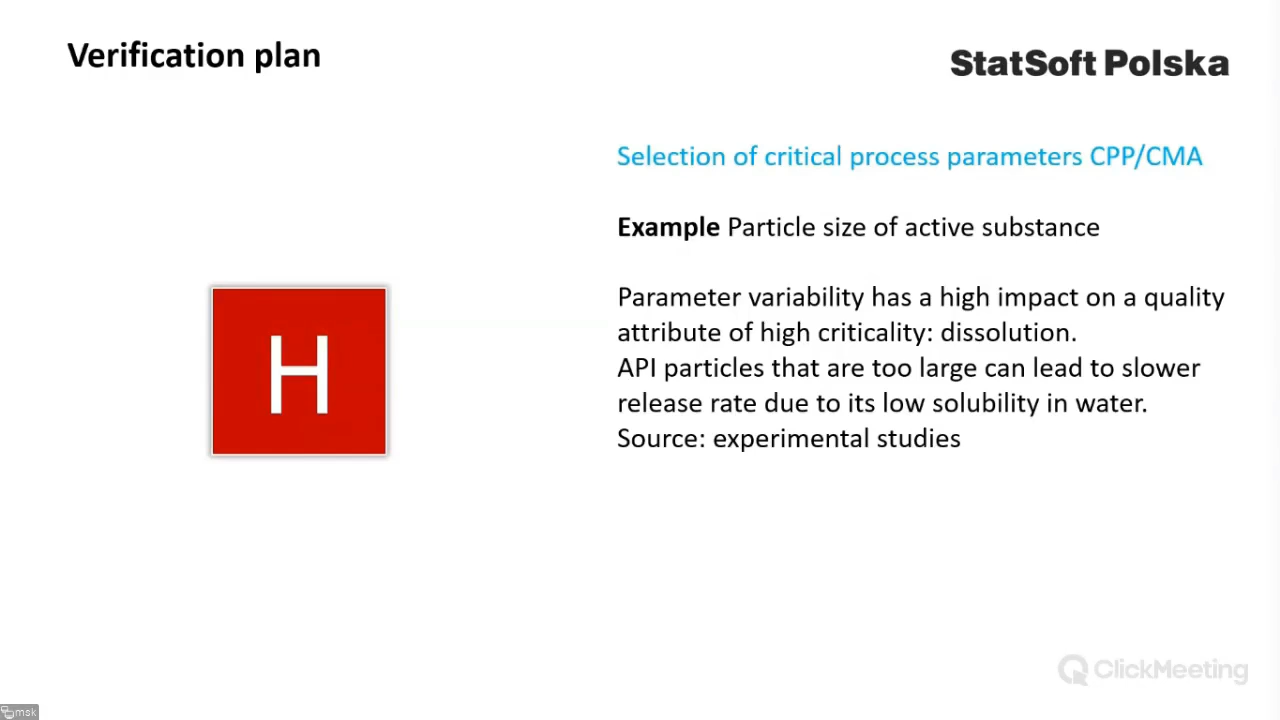 Verification plan
StatSoft Polska
Selection of critical process parameters CPP/CMA
Example Particle size of active substance
Parameter variability has a high impact on a quality
attribute of high criticality: dissolution.
API particles that are too large can lead to slower
release rate due to its low solubility in water.
Source: experimental studies
H
ClickMeeting
msk